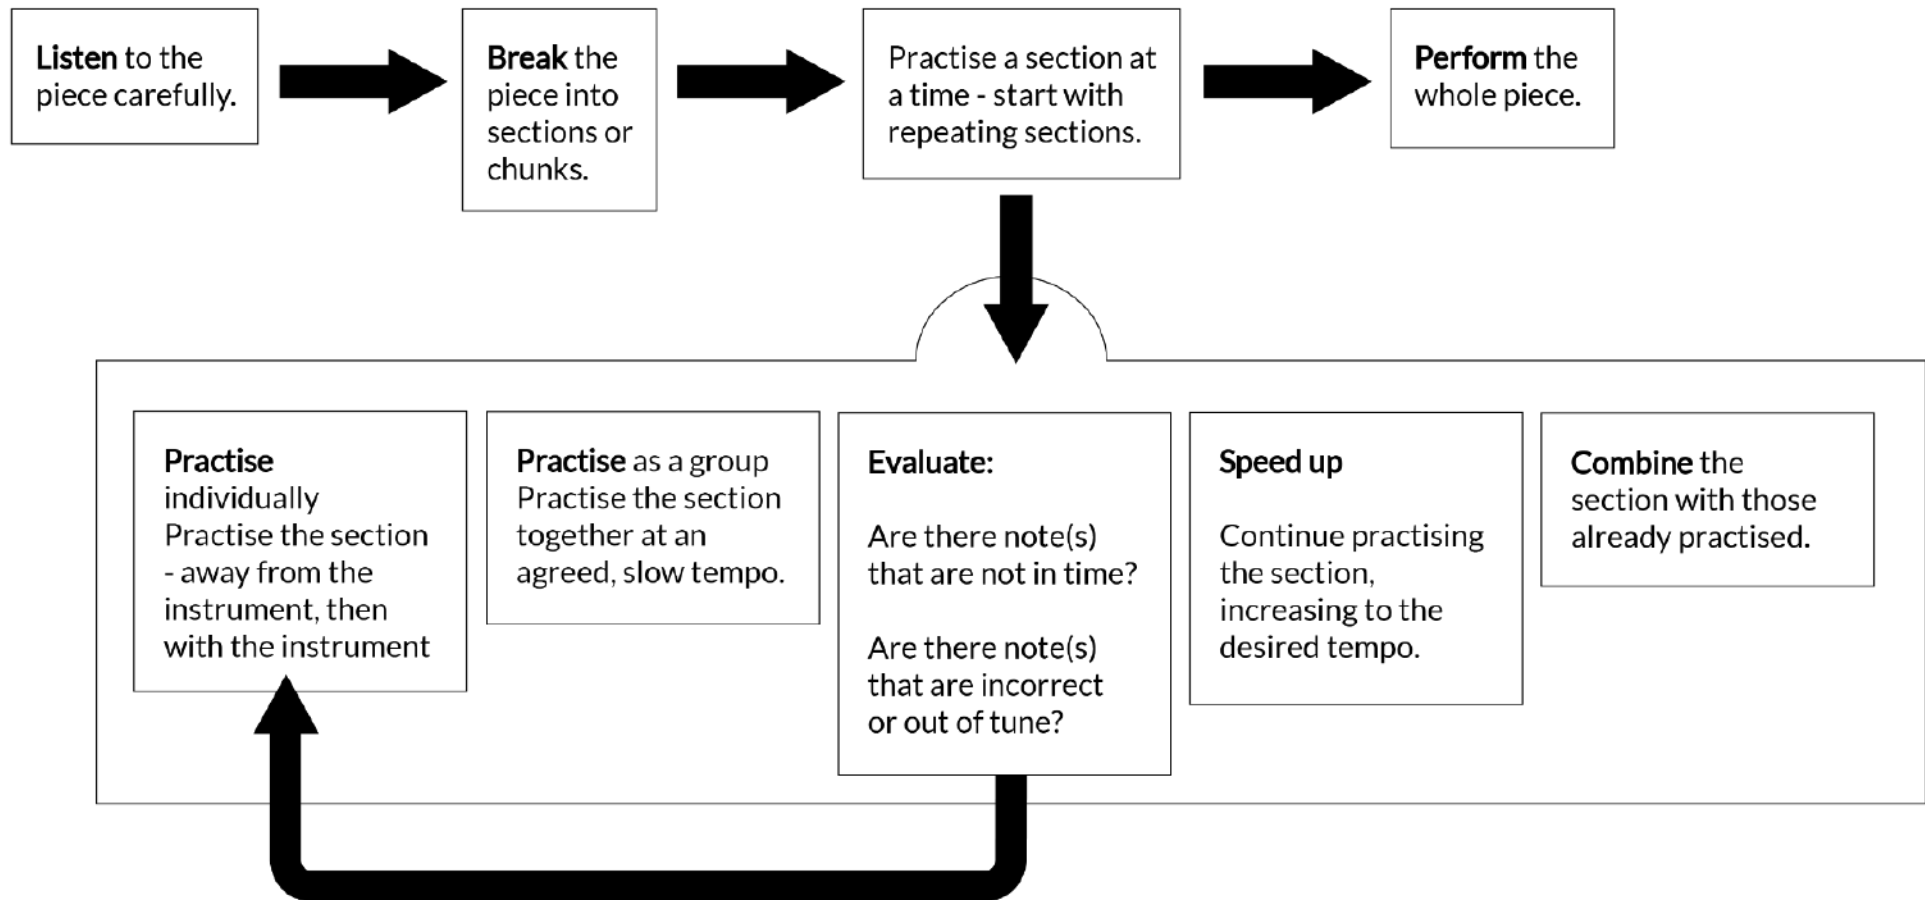 Listen to the
piece carefully.
Break the
piece into
sections or
chunks.
Practise a section at
a time - start with
repeating sections.
Perform the
whole piece.
Practise
individually
Practise the section
- away from the
instrument, then
with the instrument
Practise as a group
Practise the section
together at an
agreed, slow tempo.
Evaluate:
Are there note(s)
that are not in time?
Are there note(s)
that are incorrect
or out of tune?
Speed up
Continue practising
the section,
increasing to the
desired tempo.
Combine the
section with those
already practised.